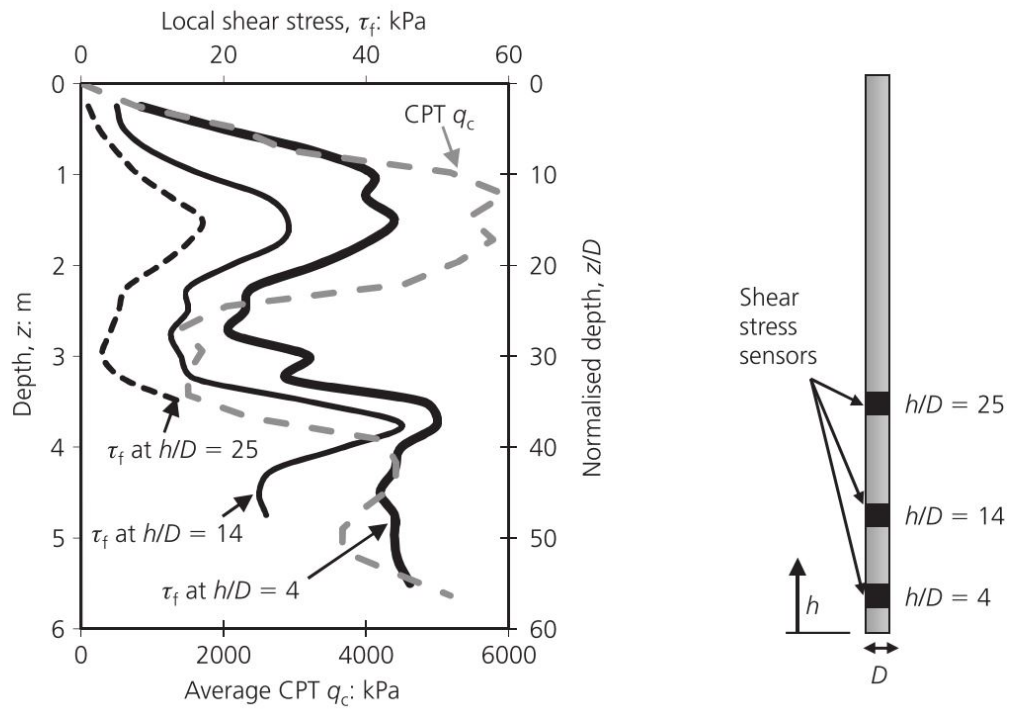 Local shear stress, τf: kPa
0 20 40 60
0 0
CPT qc
1 10
2 20
3 30
4 40
5 50
6 60
Depth, z: m
Normalised depth, z/D
τf at h/D = 25
τf at h/D = 14
τf at h/D = 4
0 2000 4000 6000
Average CPT qc: kPa
Shear
stress
sensors
h/D = 25
h/D = 14
h/D = 4
h
D